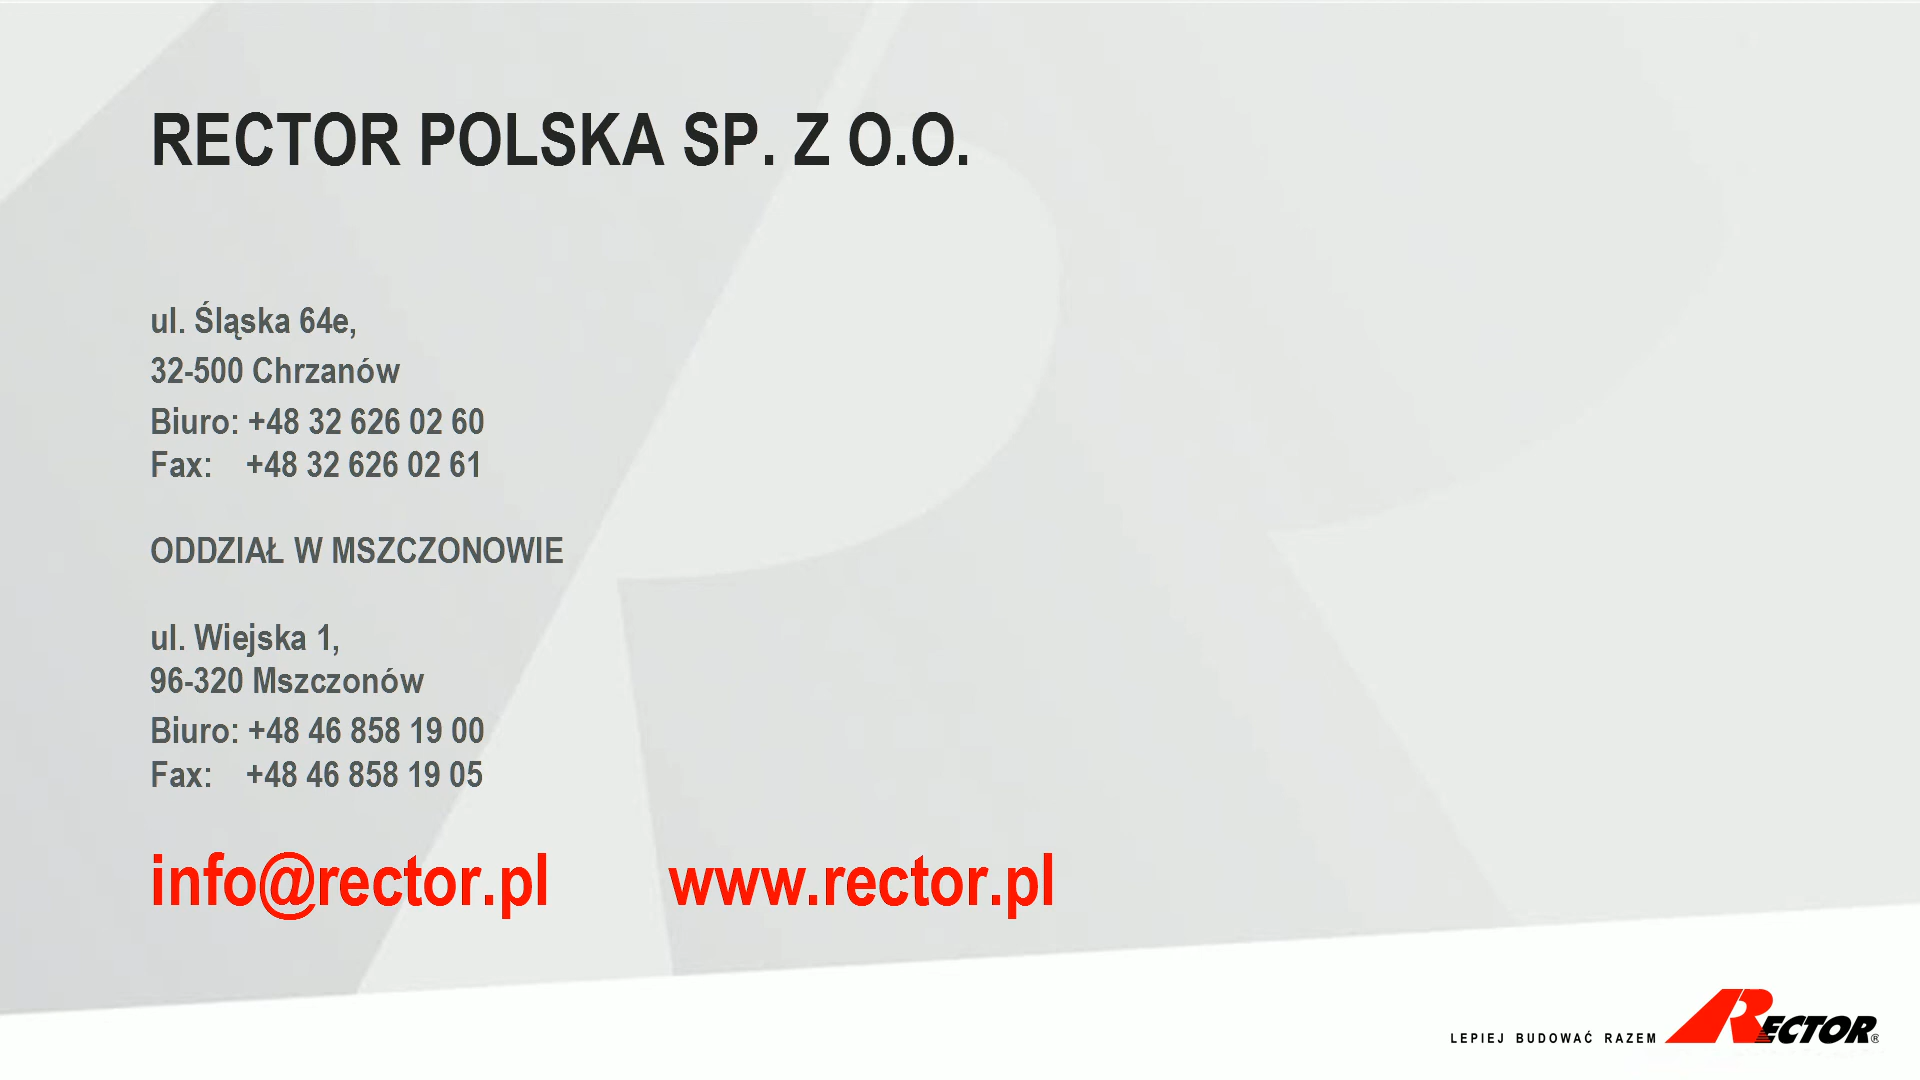 RECTOR POLSKA SP. Z O.O.
ul. Śląska 64e,
32-500 Chrzanów
Biuro: +48 32 626 02 60
Fax: +48 32 626 02 61
ODDZIAŁ W MSZCZONOWIE
ul. Wiejska 1,
96-320 Mszczonów
Biuro: +48 46 858 19 00
Fax: +48 46 858 19 05
info@rector.pl www.rector.pl
LEPIEJ BUDOWAĆ RAZEM RECTOR®